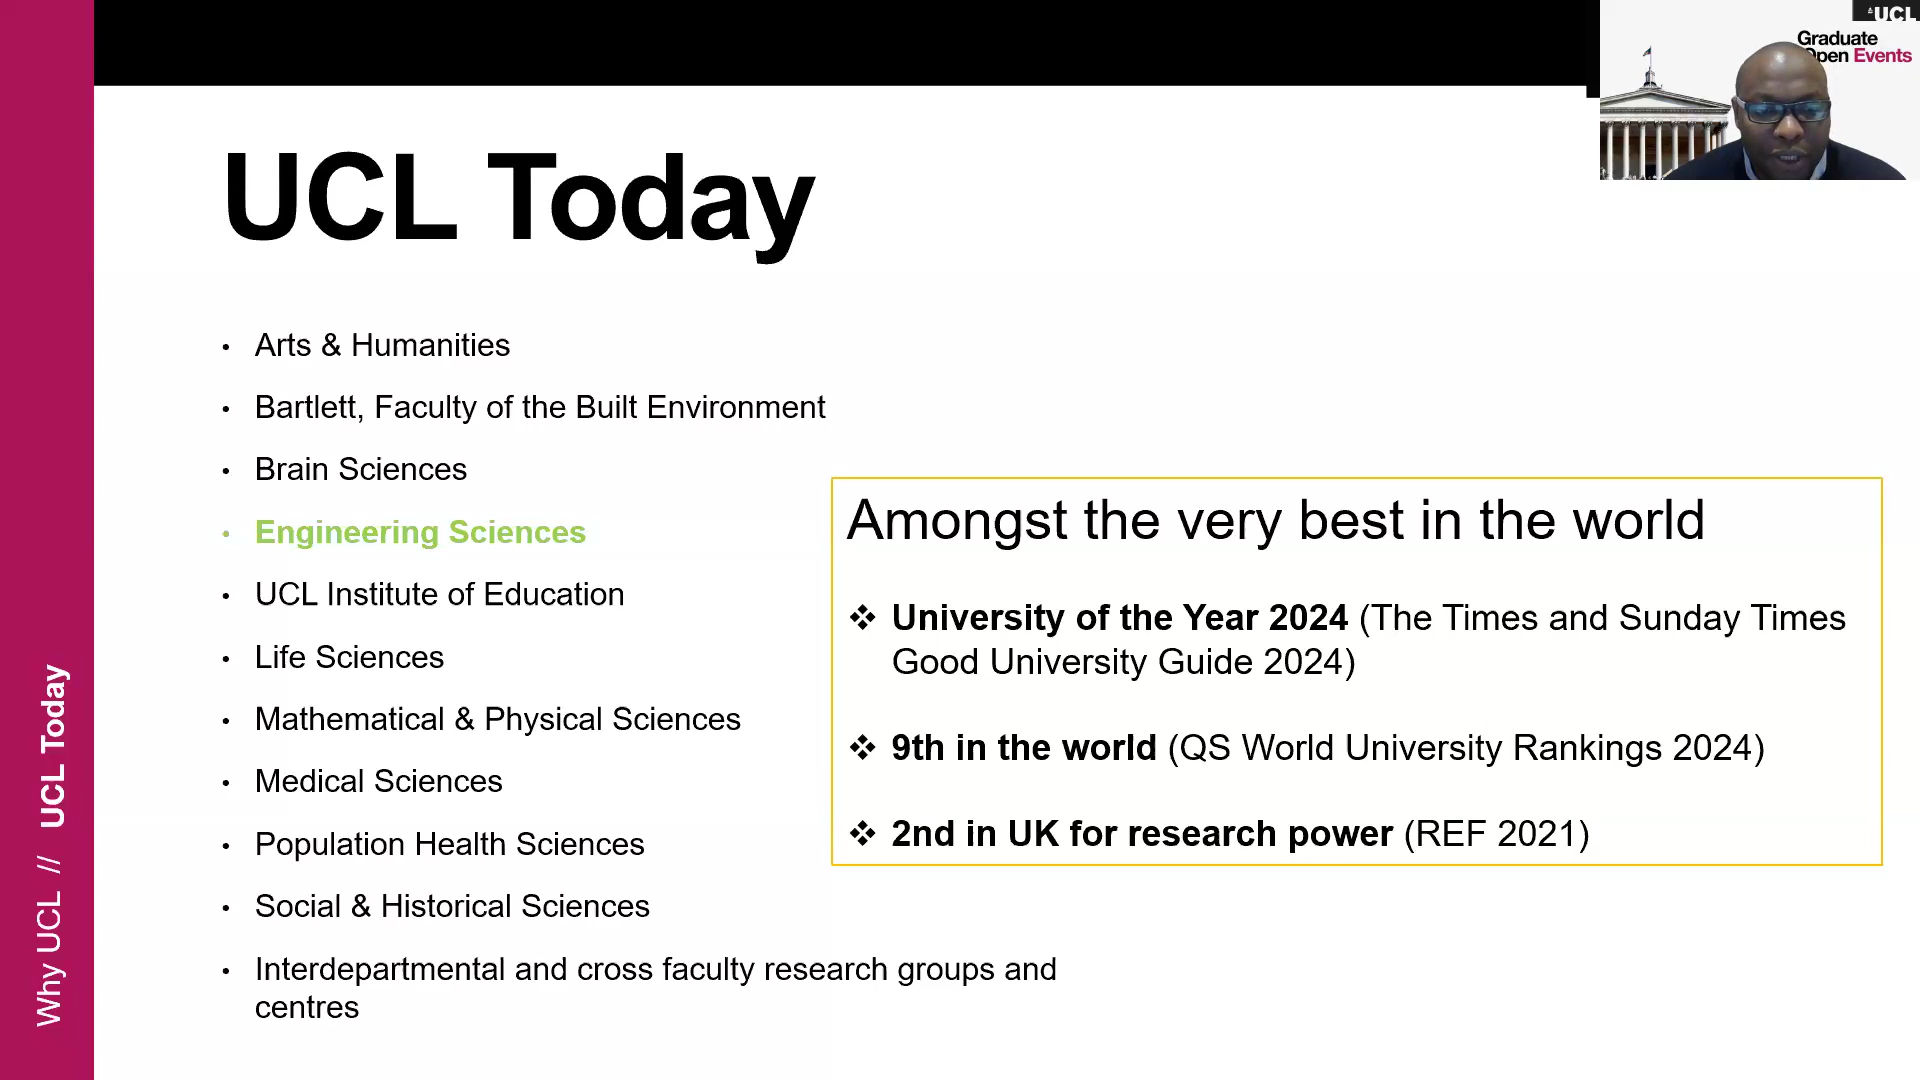 UCL
Graduate
Open Events
UCL Today
• Arts & Humanities
• Bartlett, Faculty of the Built Environment
• Brain Sciences
• Engineering Sciences
• UCL Institute of Education
• Life Sciences
• Mathematical & Physical Sciences
• Medical Sciences
• Population Health Sciences
• Social & Historical Sciences
• Interdepartmental and cross faculty research groups and
centres
Amongst the very best in the world
❖ University of the Year 2024 (The Times and Sunday Times
Good University Guide 2024)
❖ 9th in the world (QS World University Rankings 2024)
❖ 2nd in UK for research power (REF 2021)
Why UCL // UCL Today